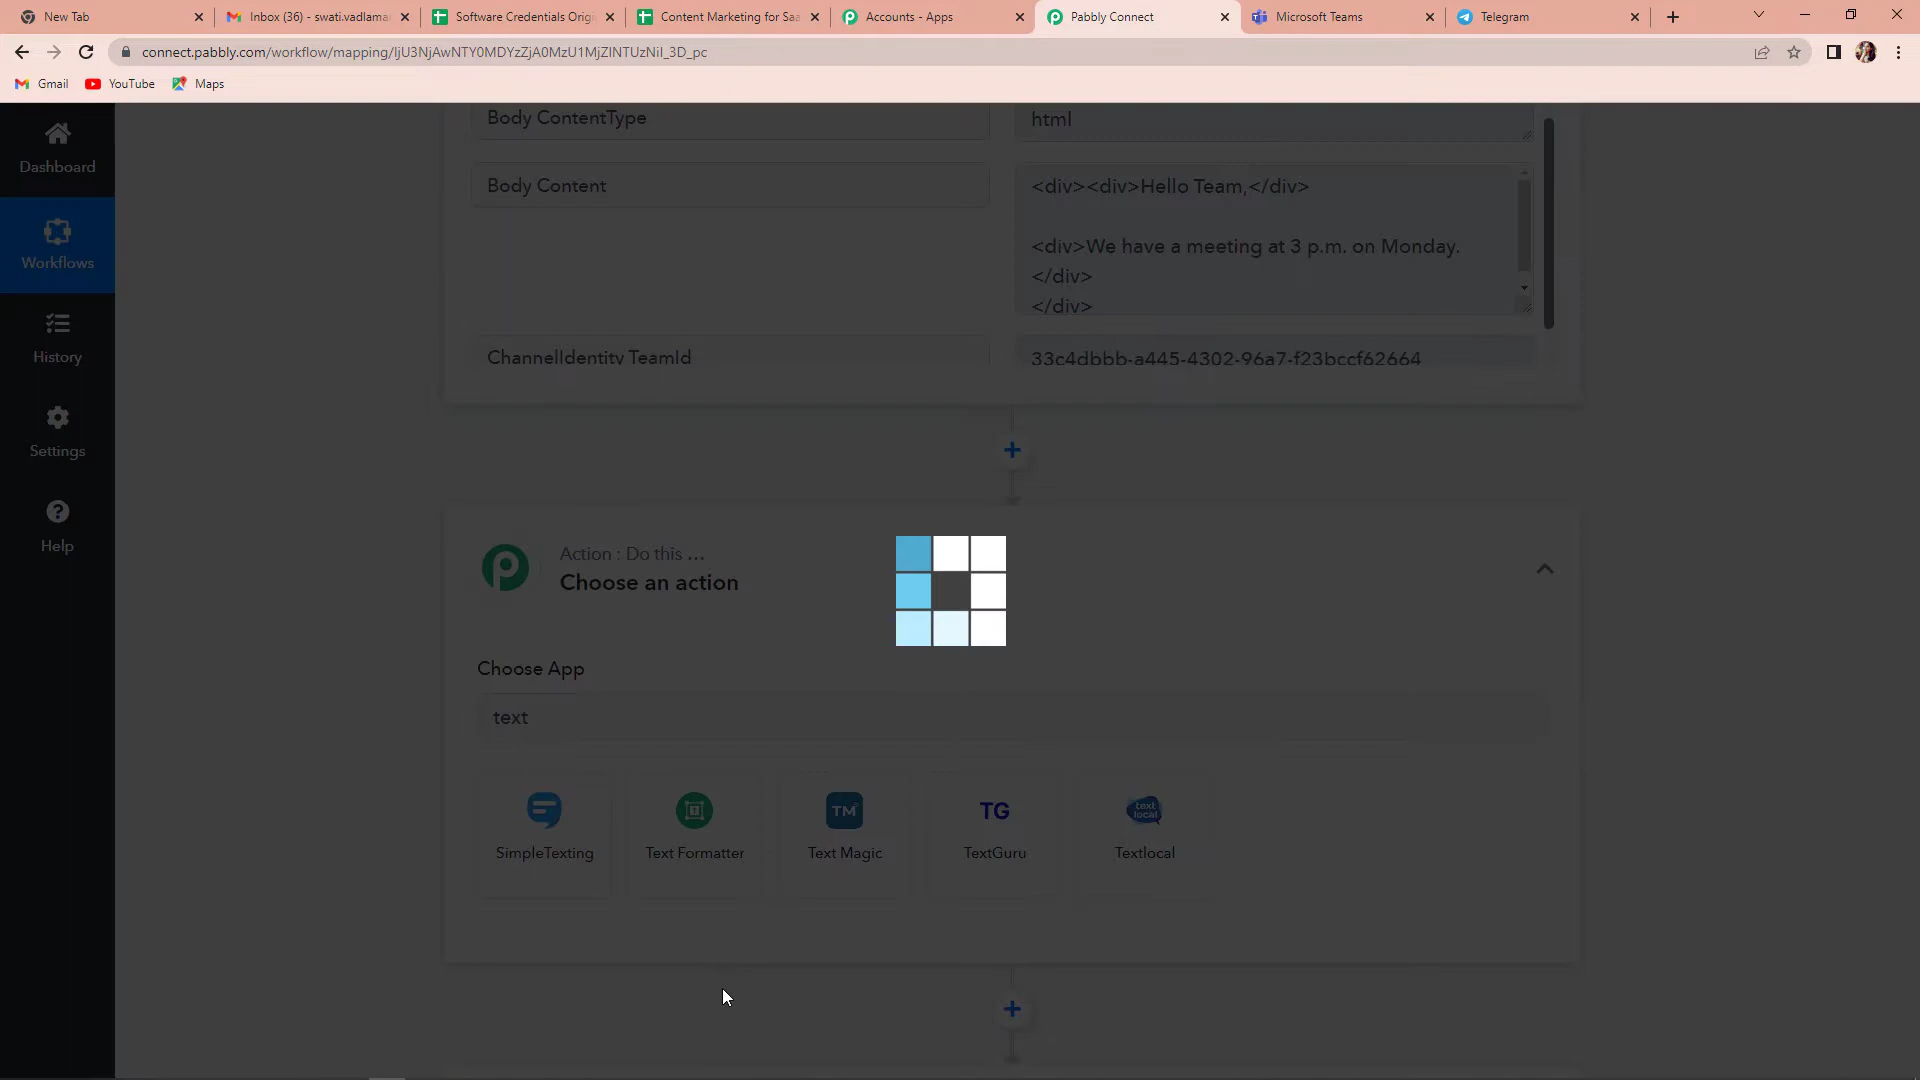 New Tab
Inbox (36) - swati.vadlama
Software Credentials Orig
Content Marketing for Saa
Accounts - Apps
Pabbly Connect
Microsoft Teams
Telegram
connect.pabbly.com/workflow/mapping/IjU3NjAwNTY0MDYzZjA0MzU1MjZlNTUzNiI_3D_pc
Gmail
YouTube
Maps
Dashboard
Workflows
History
Settings
Help
Body ContentType
html
Body Content
<div><div>Hello Team,</div>
<div>We have a meeting at 3 p.m. on Monday.
</div>
</div>
ChannelIdentity TeamId
33c4dbbb-a445-4302-96a7-f23bccf62664
Action : Do this ...
Choose an action
Choose App
text
SimpleTexting
Text Formatter
TM
Text Magic
TG
TextGuru
text
local
Textlocal